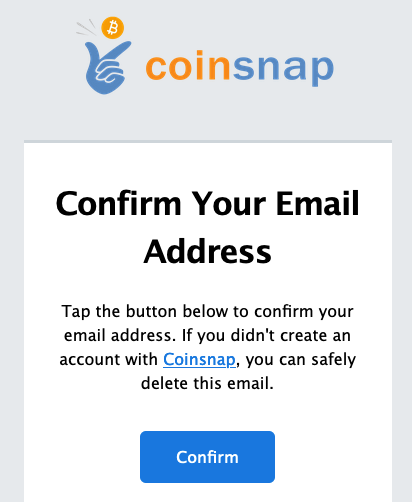 coinsnap
Confirm Your Email
Address
Tap the button below to confirm your
email address. If you didn't create an
account with Coinsnap, you can safely
delete this email.
Confirm